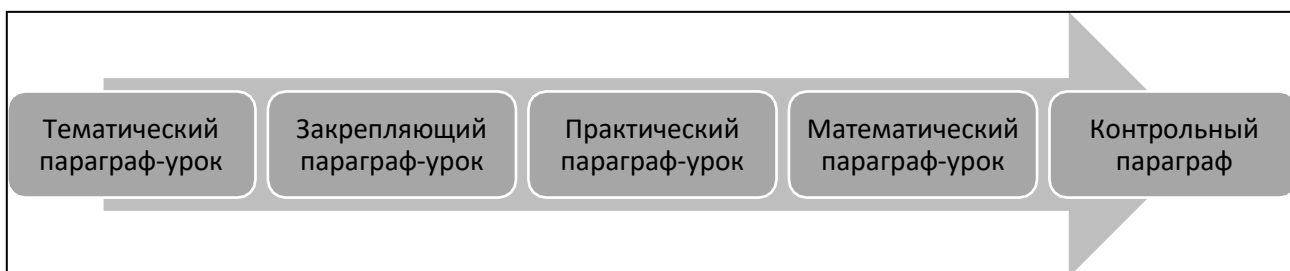 Тематический
параграф-урок
Закрепляющий
параграф-урок
Практический
параграф-урок
Математический
параграф-урок
Контрольный
параграф